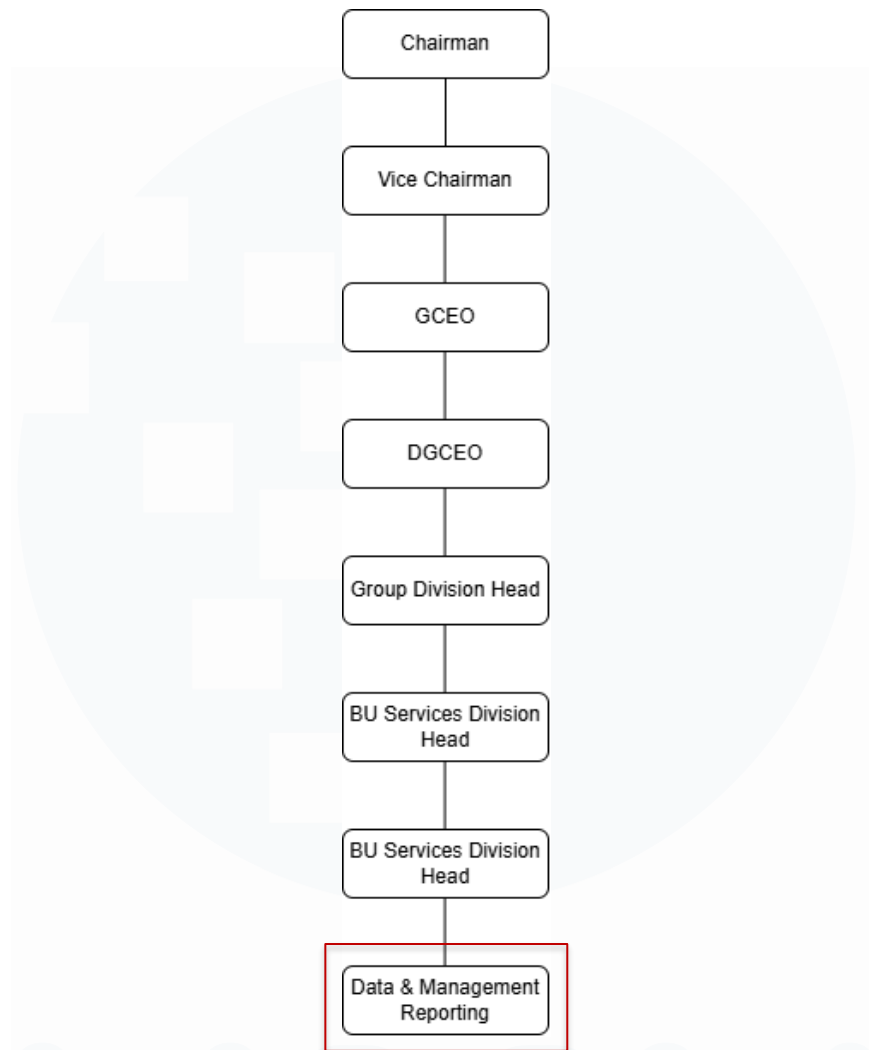 Chairman
Vice Chairman
GCEO
DGCEO
Group Division Head
BU Services Division
Head
BU Services Division
Head
Data & Management
Reporting